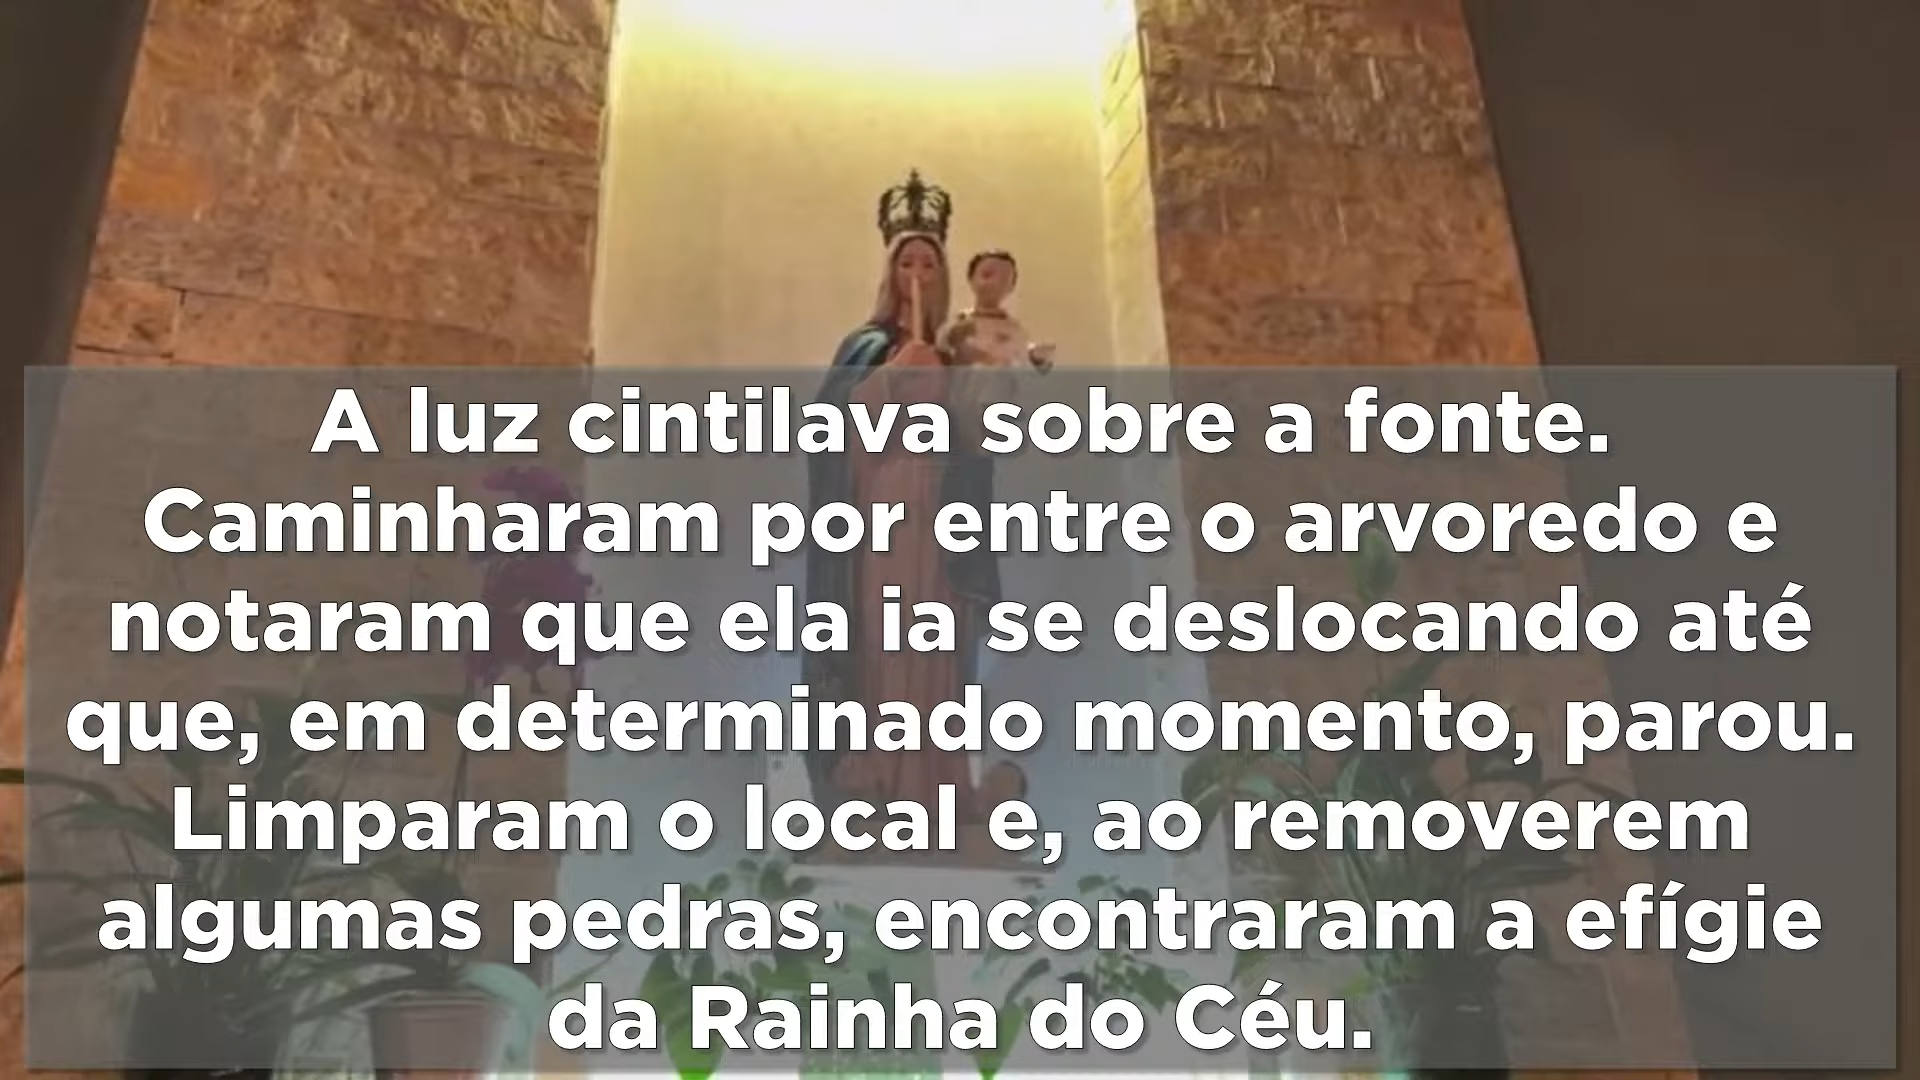 A luz cintilava sobre a fonte.
Caminharam por entre o arvoredo e
notaram que ela ia se deslocando até
que, em determinado momento, parou.
Limparam o local e, ao removerem
algumas pedras, encontraram a efígie
da Rainha do Céu.